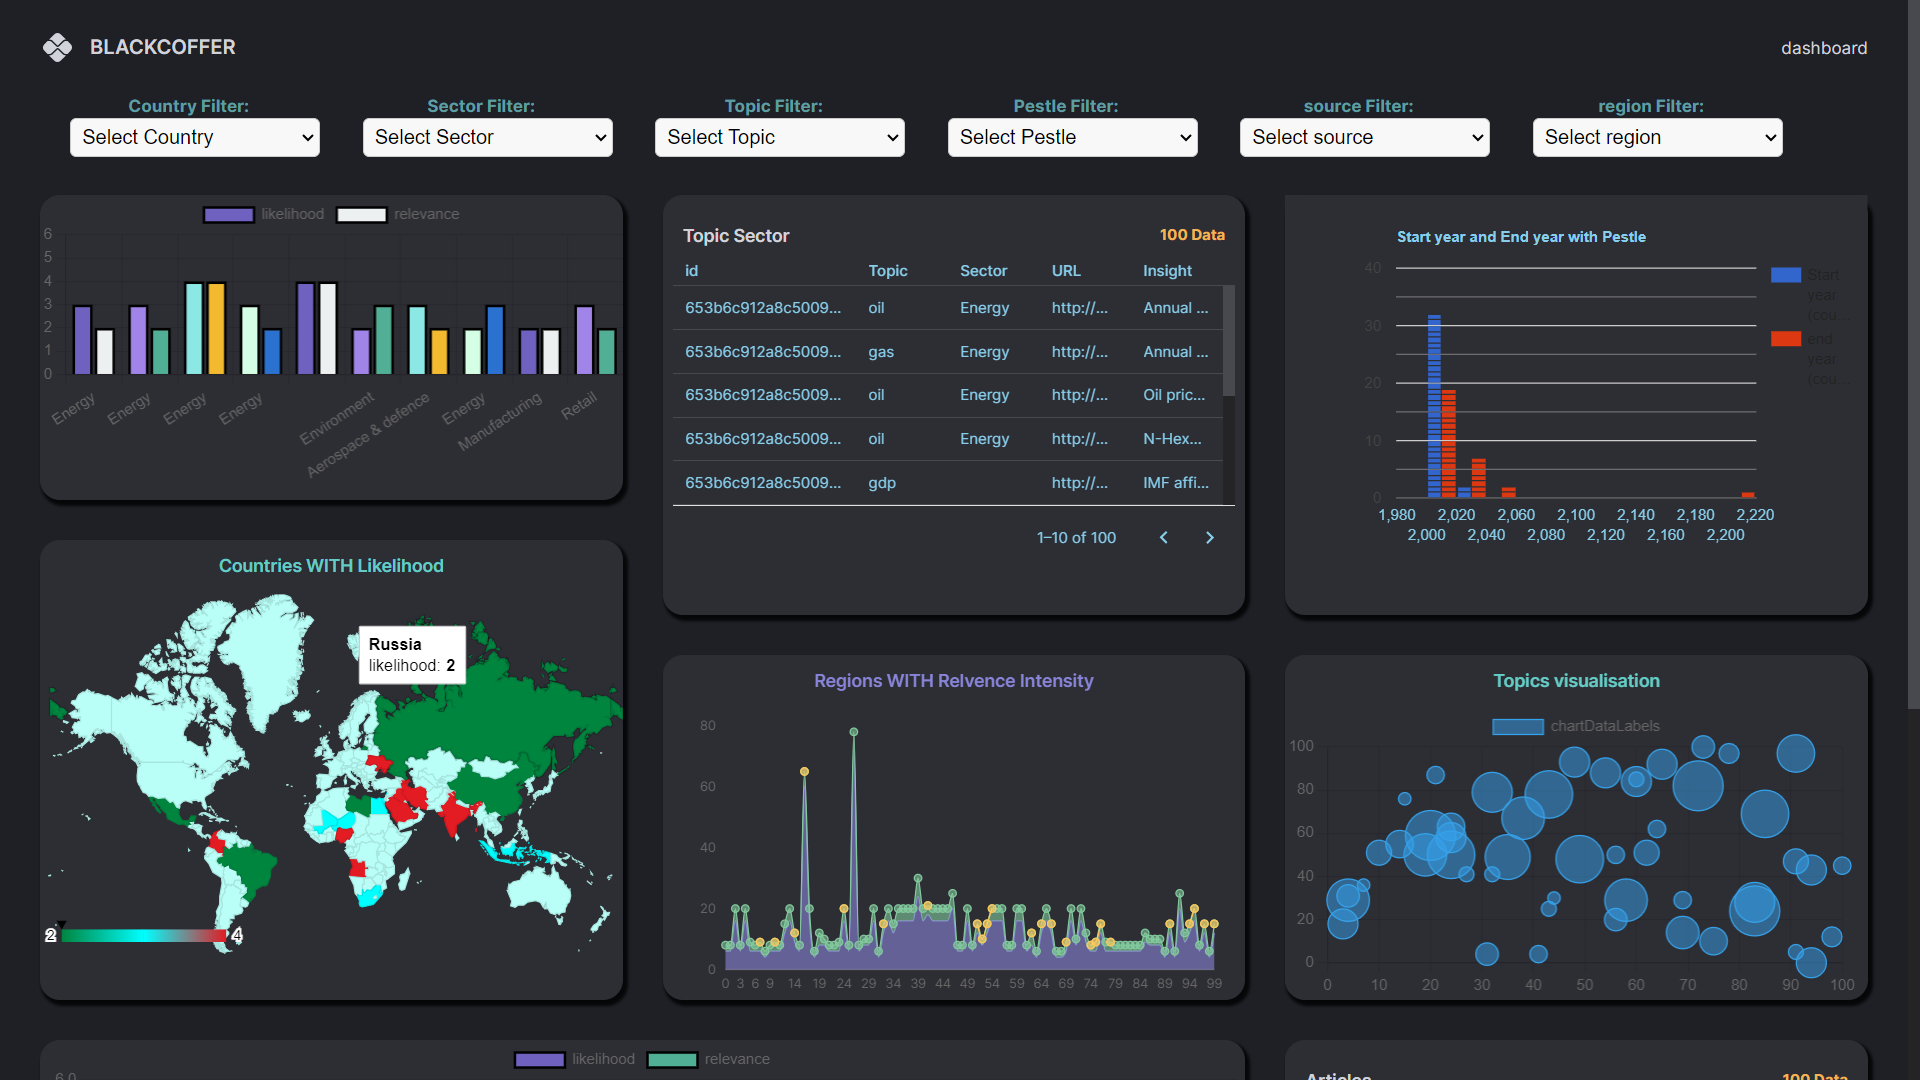 BLACKCOFFER
dashboard
Country Filter:
Sector Filter:
Topic Filter:
Pestle Filter:
source Filter:
region Filter:
Select Country
Select Sector
Select Topic
Select Pestle
Select source
Select region
likelihood relevance
6
5
4
3
2
1
0
Energy Energy Energy Energy Environment Aerospace & defence Energy Manufacturing Retail
Topic Sector
100 Data
id Topic Sector URL Insight
653b6c912a8c5009... oil Energy http://... Annual ...
653b6c912a8c5009... gas Energy http://... Annual ...
653b6c912a8c5009... oil Energy http://... Oil pric...
653b6c912a8c5009... oil Energy http://... N-Hex...
653b6c912a8c5009... gdp http://... IMF affi...
1–10 of 100
Start year and End year with Pestle
40
30
20
10
0
Start
year
(cou...
end
year
(cou...
1,980 2,020 2,060 2,100 2,140 2,180 2,220
2,000 2,040 2,080 2,120 2,160 2,200
Countries WITH Likelihood
Russia
likelihood: 2
2 4
Regions WITH Relvence Intensity
80
60
40
20
0
0 3 6 9 14 19 24 29 34 39 44 49 54 59 64 69 74 79 84 89 94 99
Topics visualisation
chartDataLabels
100
80
60
40
20
0
0 10 20 30 40 50 60 70 80 90 100
likelihood relevance
6.0
Articles
100 Data